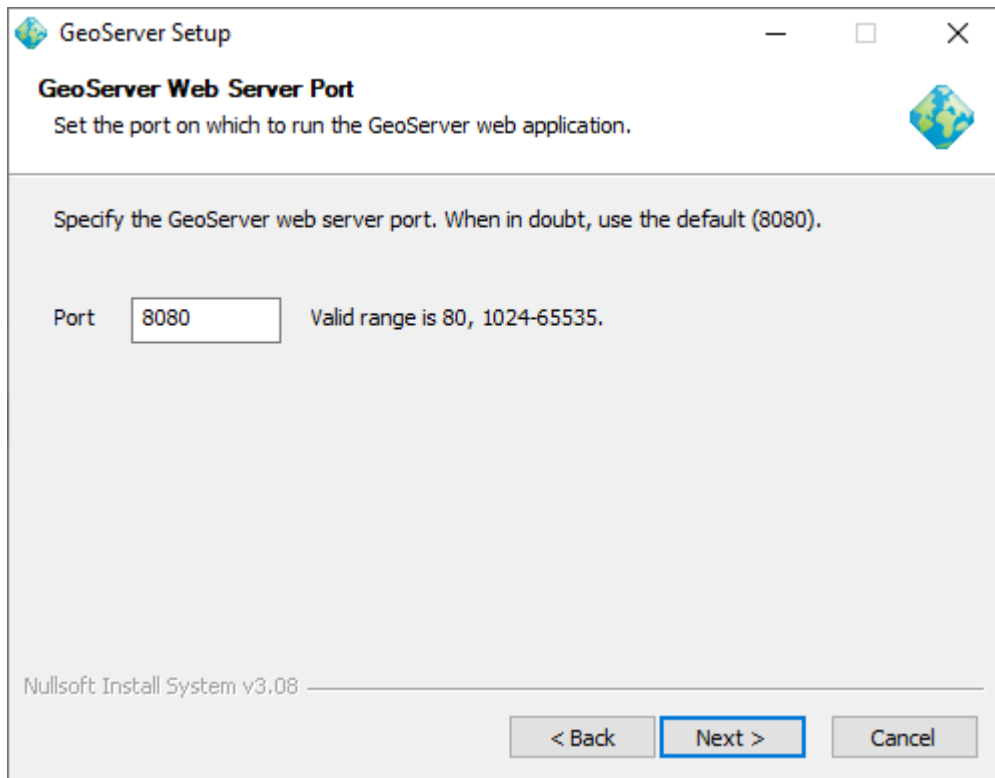 GeoServer Setup
GeoServer Web Server Port
Set the port on which to run the GeoServer web application.
Specify the GeoServer web server port. When in doubt, use the default (8080).
Port 8080 Valid range is 80, 1024-65535.
Nullsoft Install System v3.08
< Back Next > Cancel